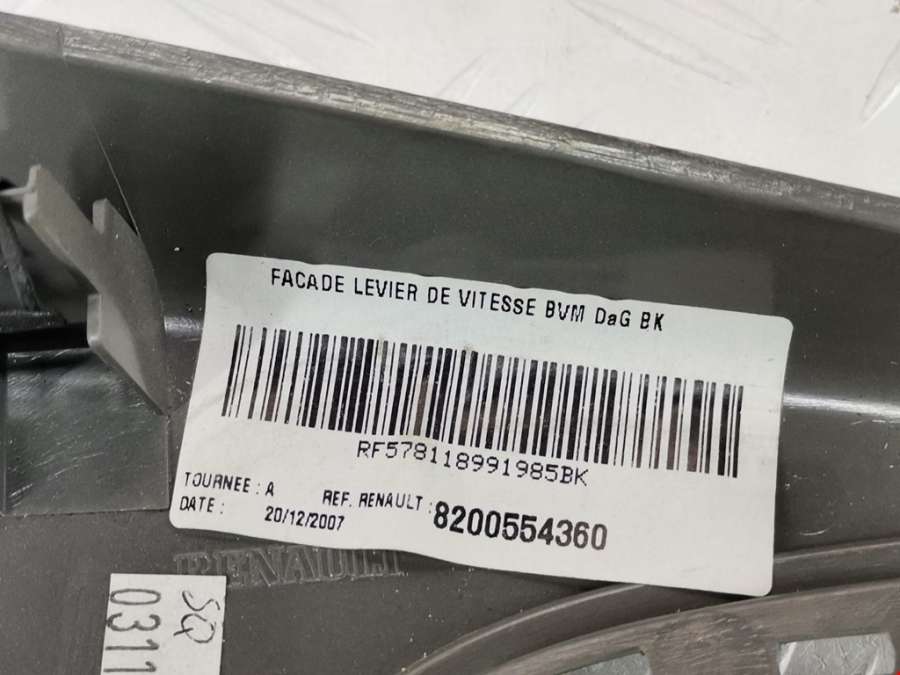 FACADE LEVIER DE VITESSE BVM DaG BK
RF578118991985BK
TOURNEE : A
REF. RENAULT : 8200554360
DATE : 20/12/2007
RENAULT
SQ
0311